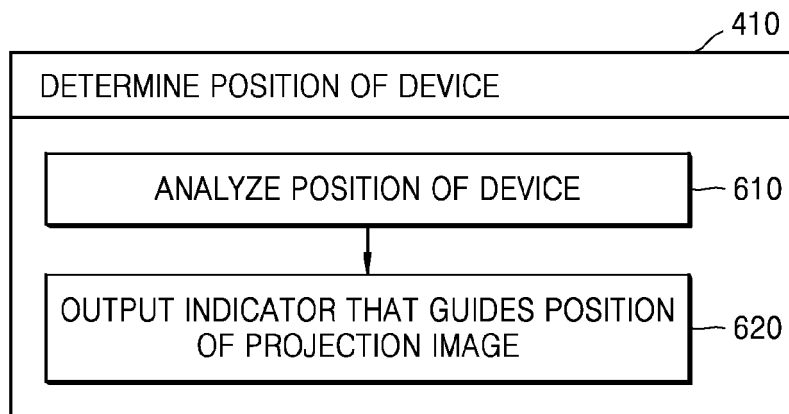 410
DETERMINE POSITION OF DEVICE
ANALYZE POSITION OF DEVICE
610
OUTPUT INDICATOR THAT GUIDES POSITION
OF PROJECTION IMAGE
620